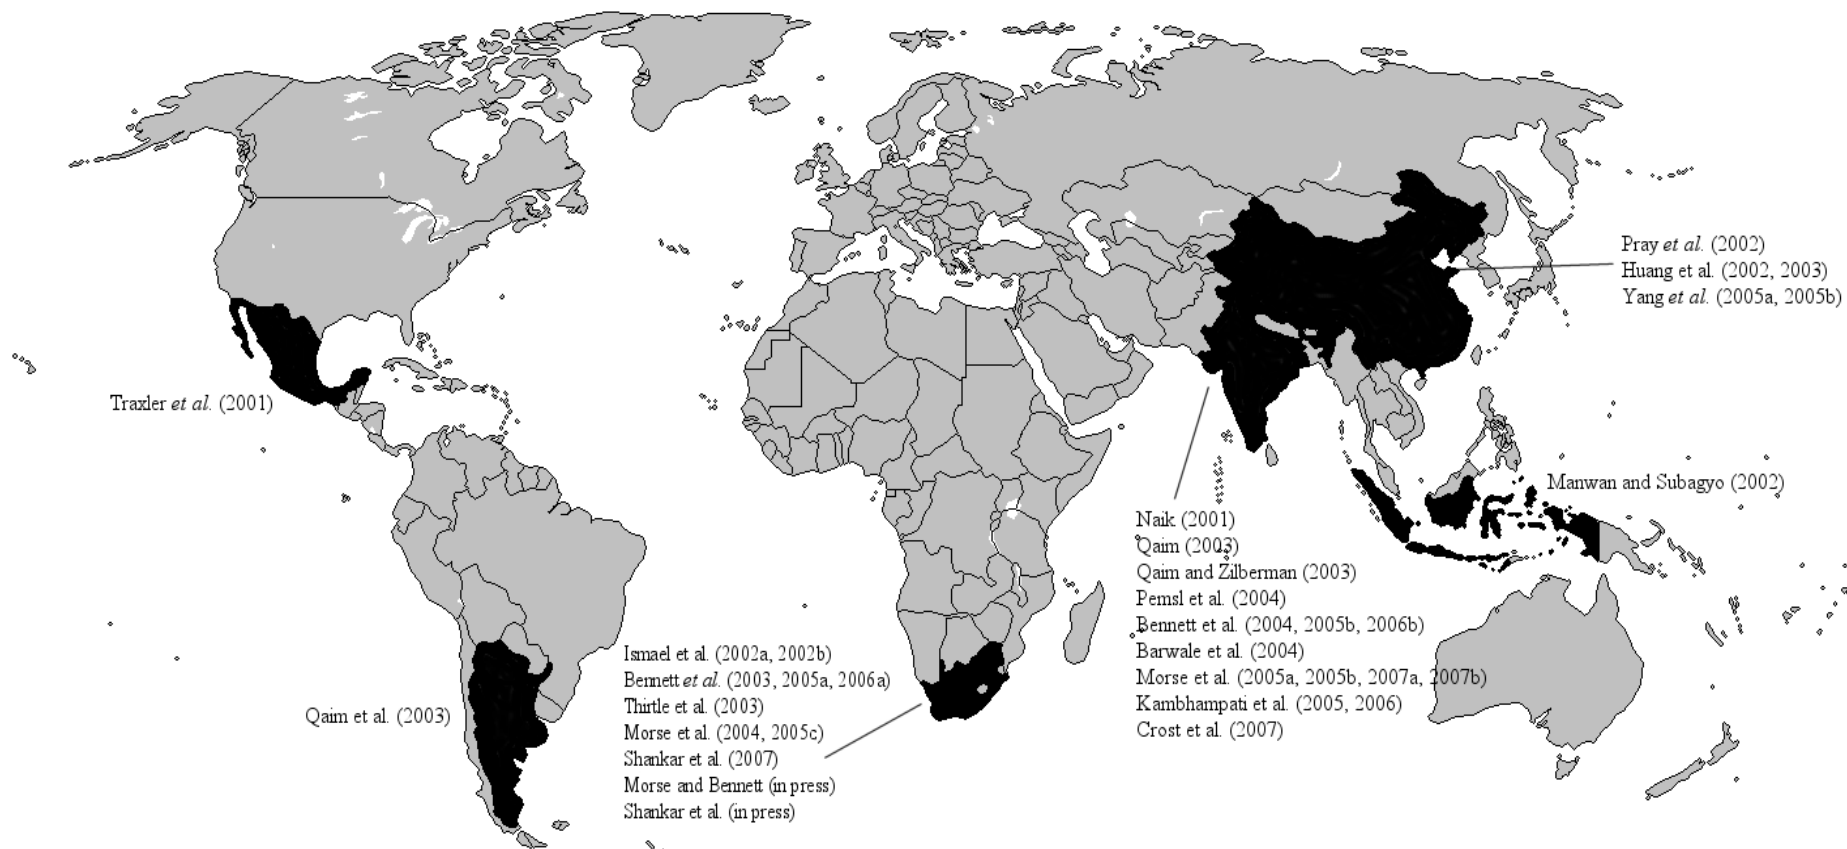 Pray et al. (2002)
Huang et al. (2002, 2003)
Yang et al. (2005a, 2005b)
Traxler et al. (2001)
Manwan and Subagyo (2002)
Naik (2001)
Qaim (2003)
Qaim and Zilberman (2003)
Pemsl et al. (2004)
Bennett et al. (2004, 2005b, 2006b)
Barwale et al. (2004)
Morse et al. (2005a, 2005b, 2007a, 2007b)
Kambhampati et al. (2005, 2006)
Crost et al. (2007)
Ismael et al. (2002a, 2002b)
Bennett et al. (2003, 2005a, 2006a)
Thirtle et al. (2003)
Morse et al. (2004, 2005c)
Shankar et al. (2007)
Morse and Bennett (in press)
Shankar et al. (in press)
Qaim et al. (2003)